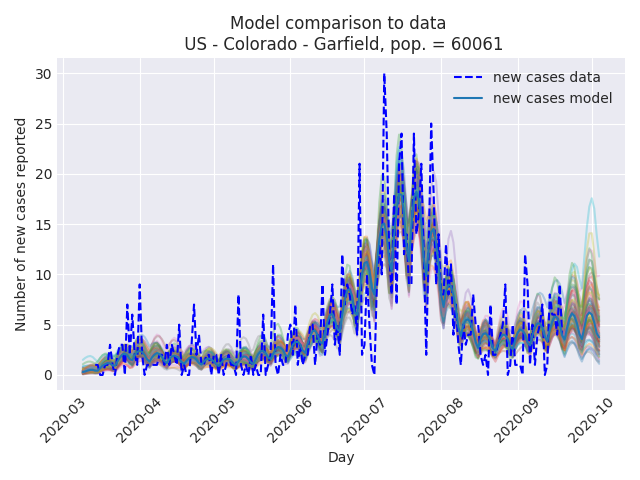 Model comparison to data
US - Colorado - Garfield, pop. = 60061
new cases data
new cases model
Number of new cases reported
30
25
20
15
10
5
0
2020-03
2020-04
2020-05
2020-06
2020-07
2020-08
2020-09
2020-10
Day